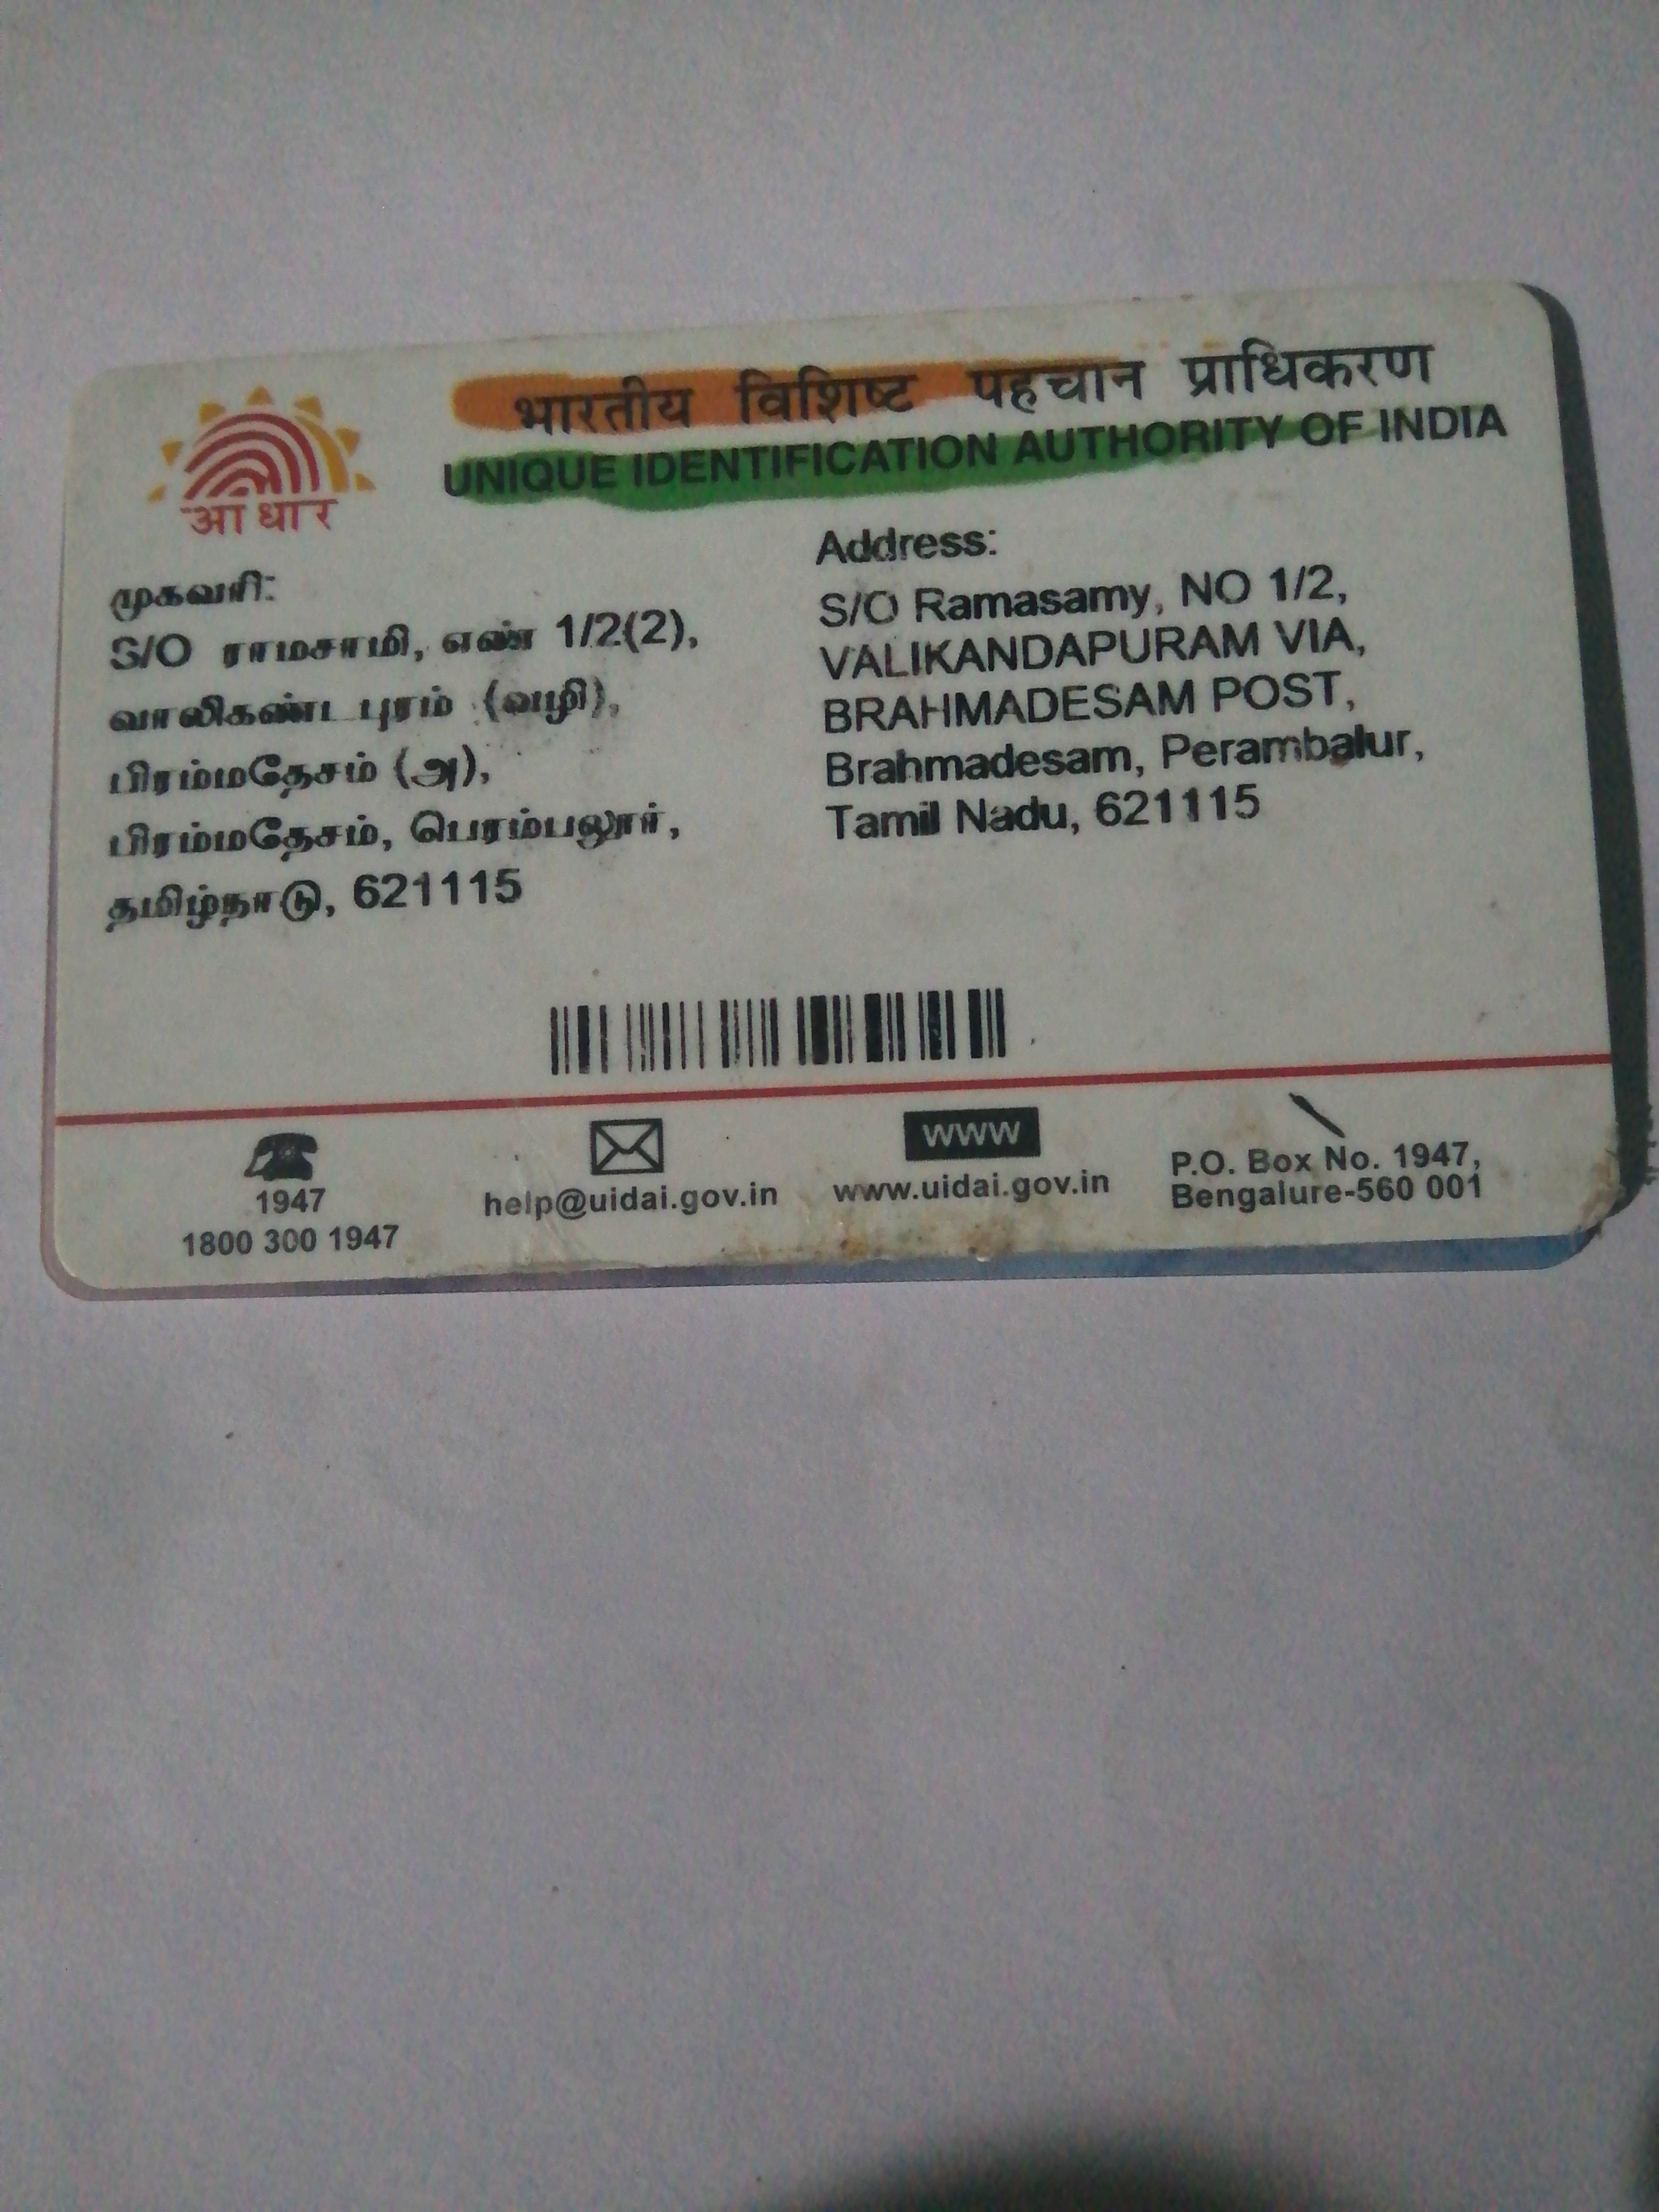 भारतीय विशिष्ट पहचान प्राधिकरण
UNIQUE IDENTIFICATION AUTHORITY OF INDIA
आधार
முகவரி:
S/O ராமசாமி, எண் 1/2(2),
வாலிகண்டபுரம் (வழி),
பிரம்மதேசம் (அ),
பிரம்மதேசம், பெரம்பலூர்,
தமிழ்நாடு, 621115
Address:
S/O Ramasamy, NO 1/2,
VALIKANDAPURAM VIA,
BRAHMADESAM POST,
Brahmadesam, Perambalur,
Tamil Nadu, 621115
1947
1800 300 1947
help@uidai.gov.in
www
www.uidai.gov.in
P.O. Box No. 1947,
Bengalure-560 001